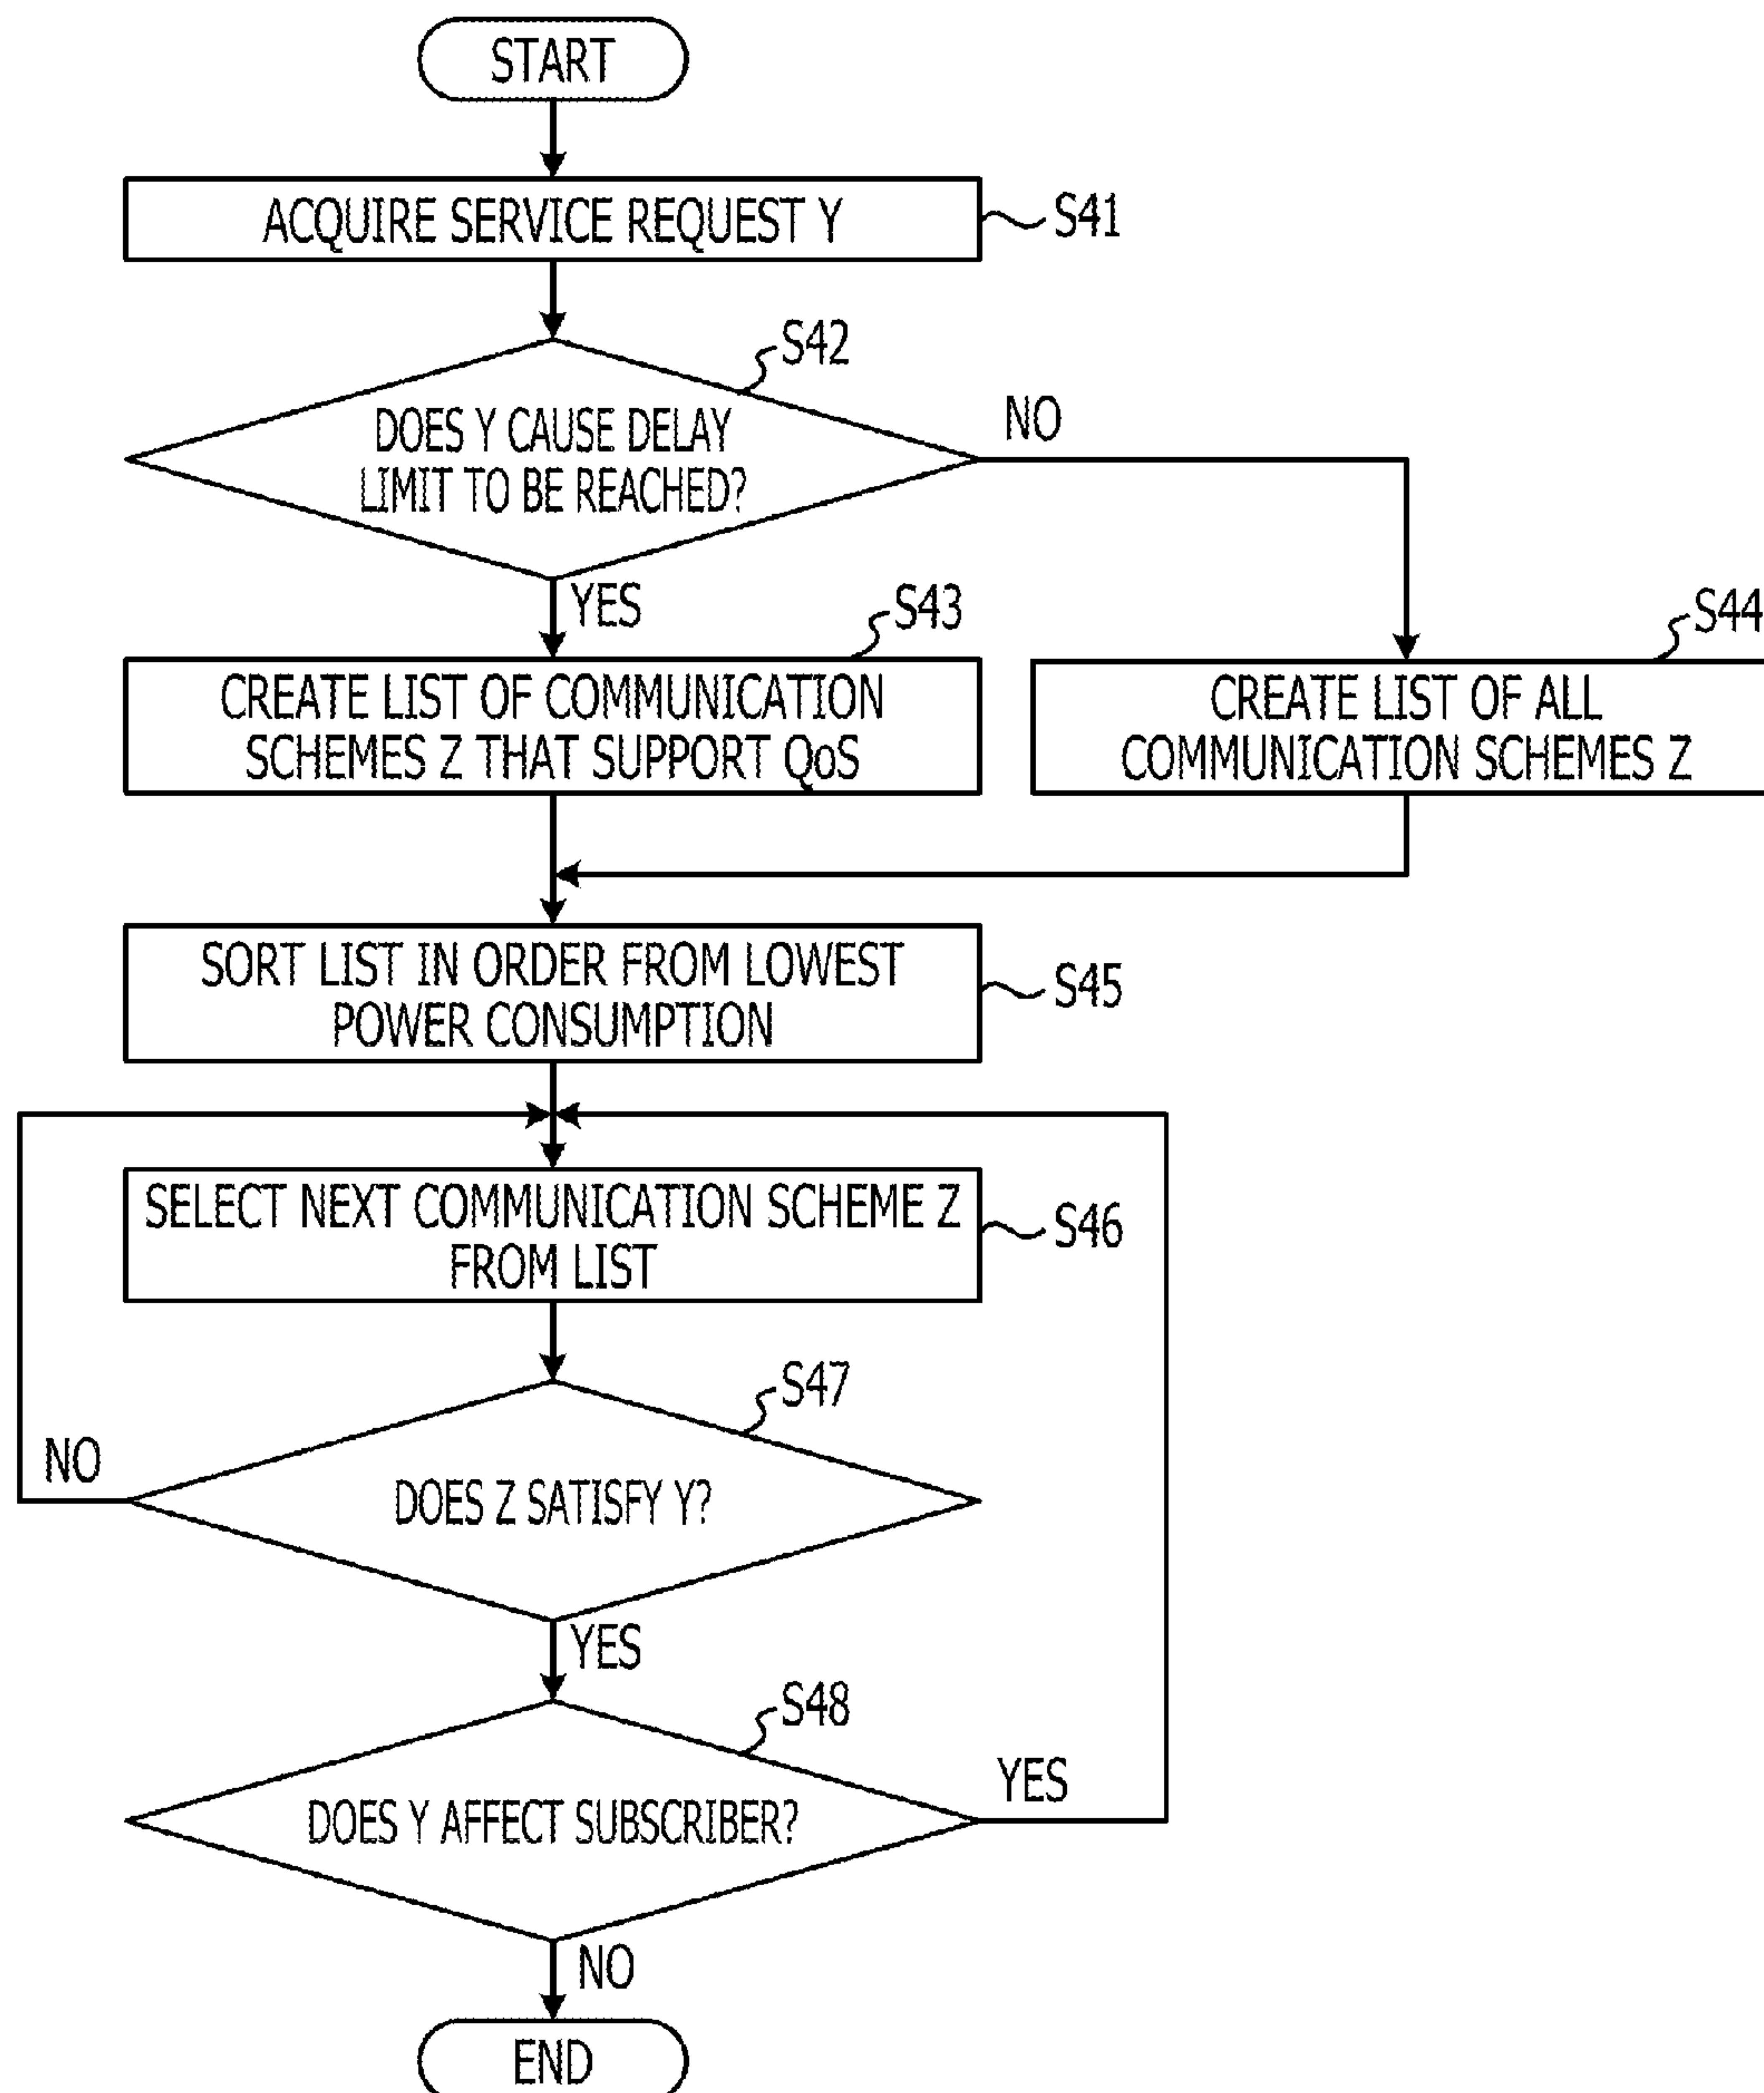 START
ACQUIRE SERVICE REQUEST Y
S41
S42
DOES Y CAUSE DELAY
LIMIT TO BE REACHED?
NO
YES
S43
CREATE LIST OF COMMUNICATION
SCHEMES Z THAT SUPPORT QoS
S44
CREATE LIST OF ALL
COMMUNICATION SCHEMES Z
SORT LIST IN ORDER FROM LOWEST
POWER CONSUMPTION
S45
SELECT NEXT COMMUNICATION SCHEME Z
FROM LIST
S46
S47
NO
DOES Z SATISFY Y?
YES
S48
YES
DOES Y AFFECT SUBSCRIBER?
NO
END